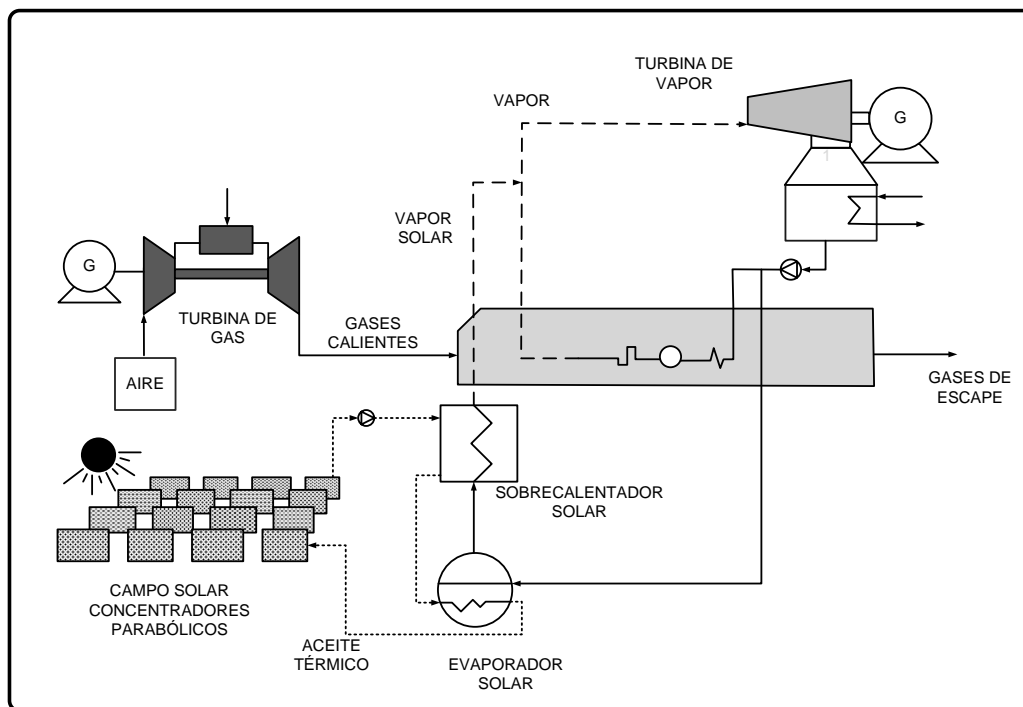 TURBINA DE
VAPOR
VAPOR
G
1
VAPOR
SOLAR
G
TURBINA DE
GAS
GASES
CALIENTES
AIRE
GASES DE
ESCAPE
SOBRECALENTADOR
SOLAR
CAMPO SOLAR
CONCENTRADORES
PARABÓLICOS
ACEITE
TÉRMICO
EVAPORADOR
SOLAR